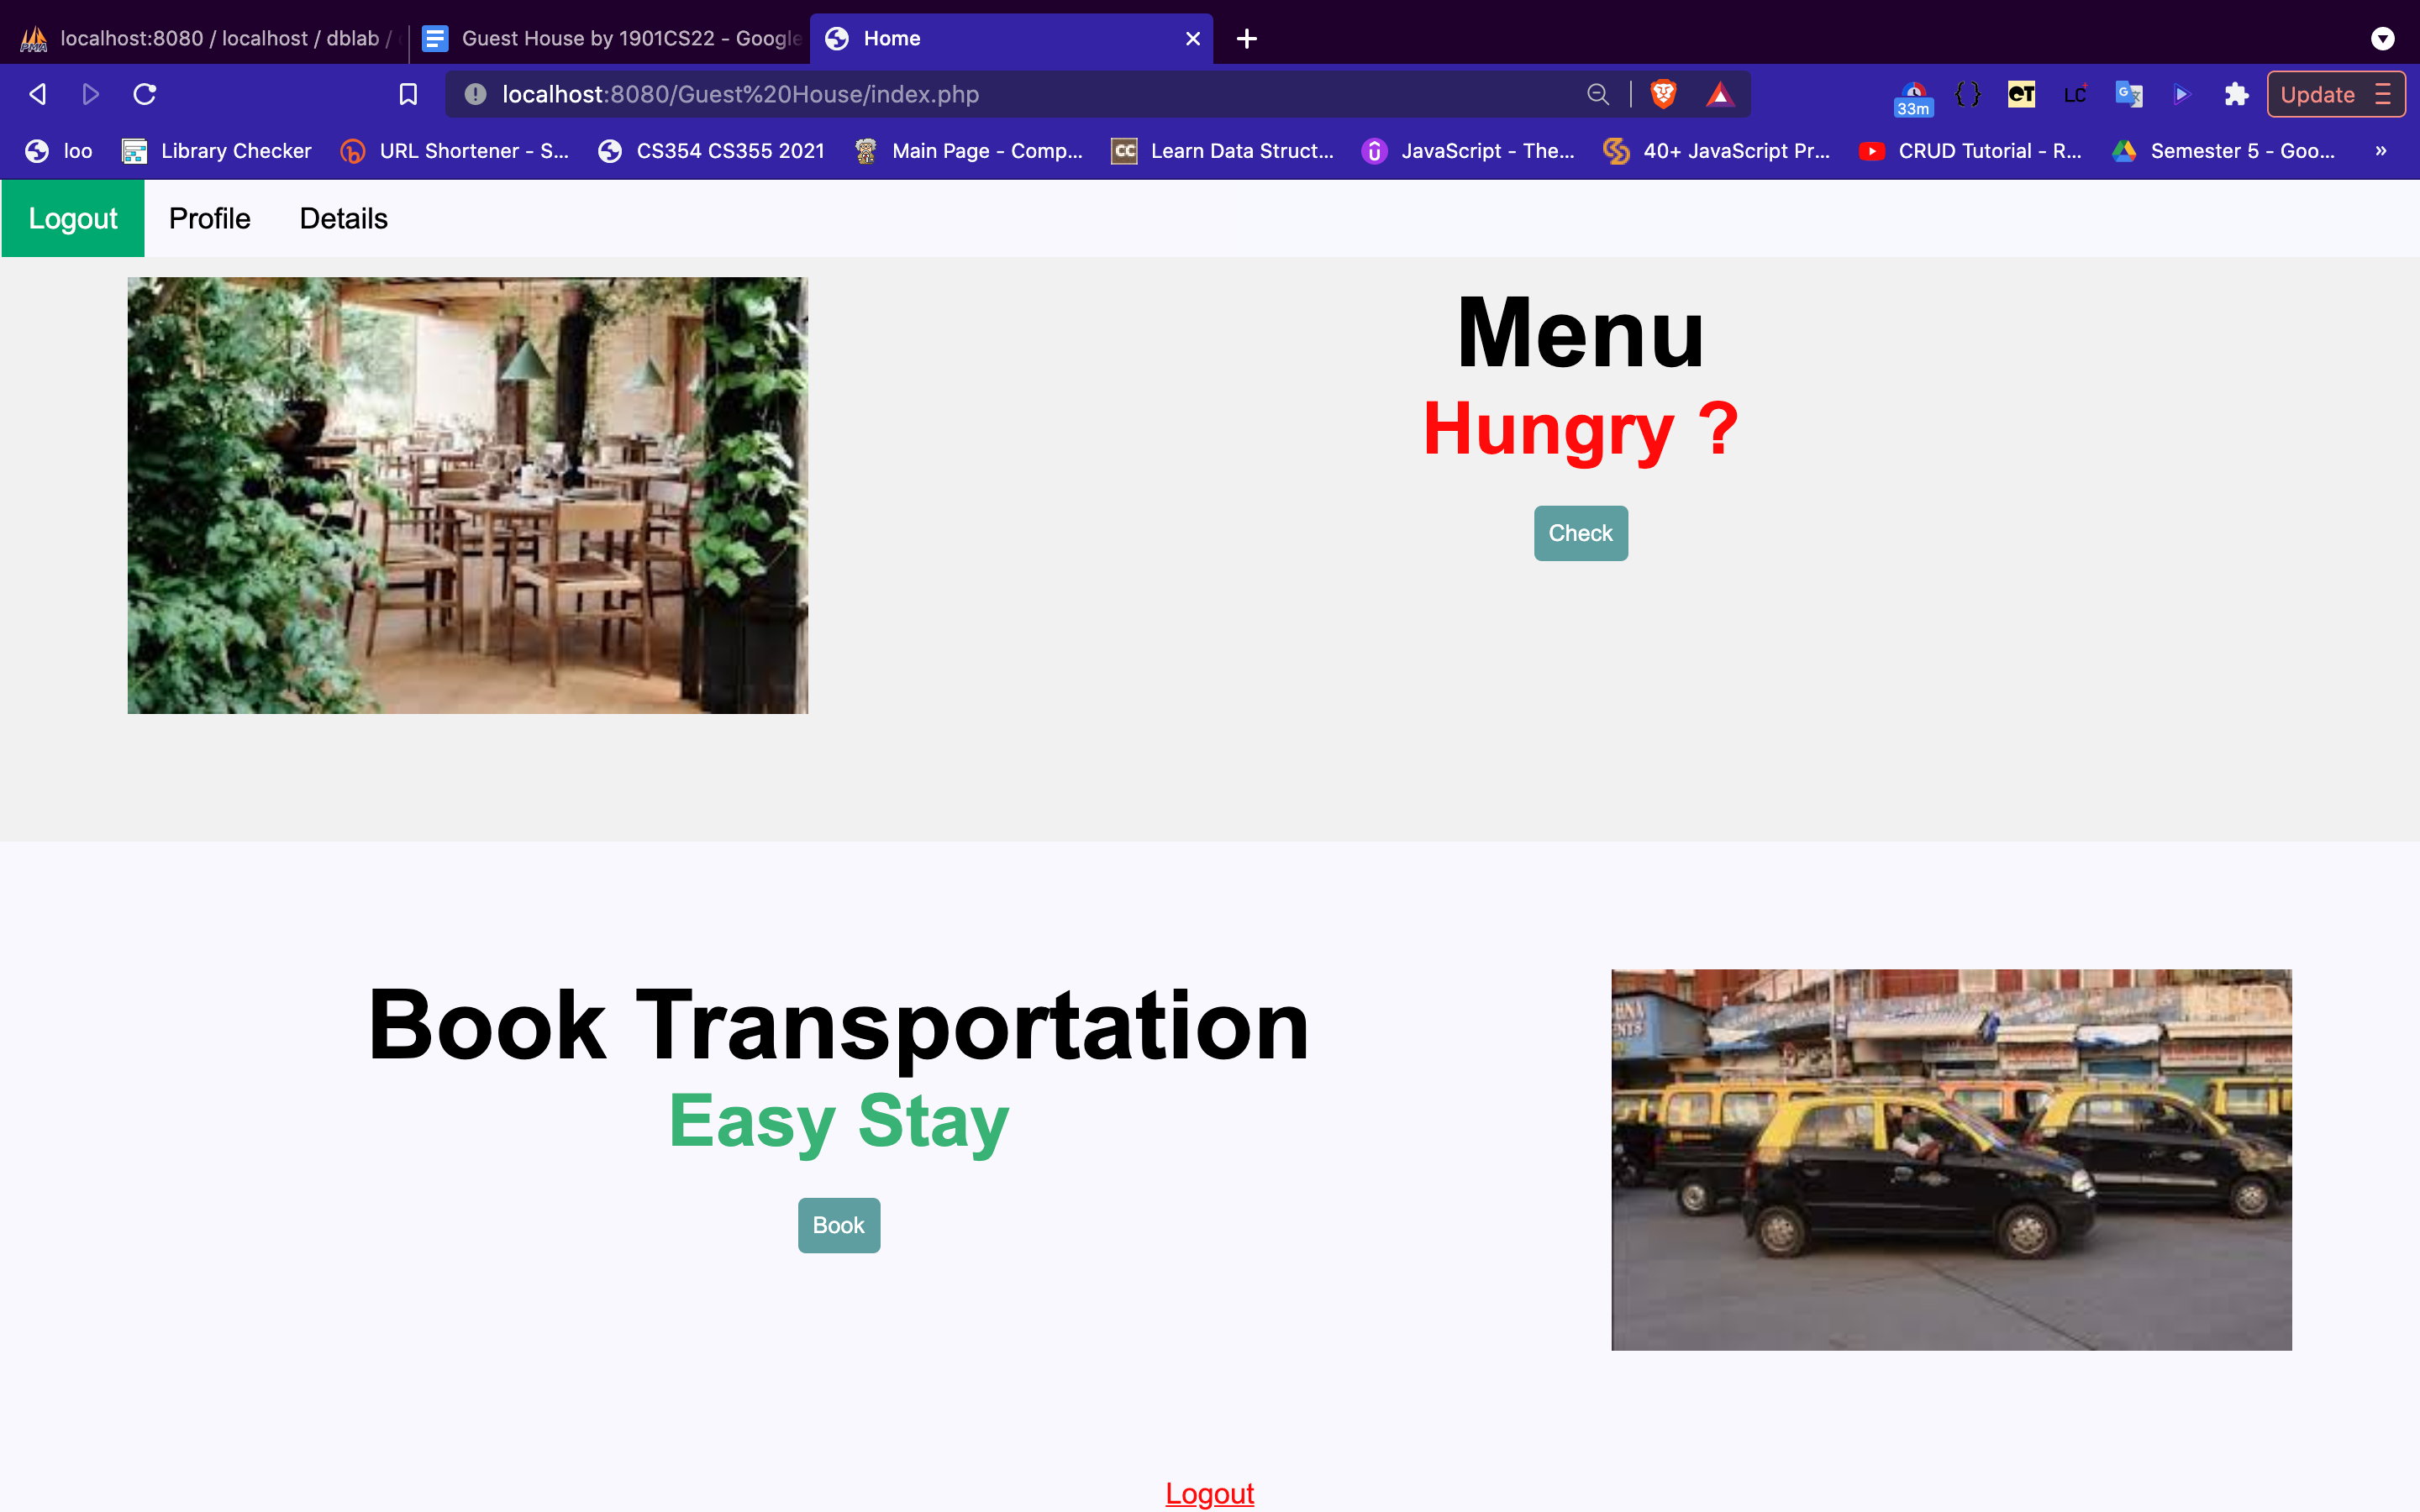 localhost:8080 / localhost / dblab /
Guest House by 1901CS22 - Google
Home
localhost:8080/Guest%20House/index.php
33m
LC
Update
loo
Library Checker
URL Shortener - S...
CS354 CS355 2021
Main Page - Comp...
CC
Learn Data Struct...
JavaScript - The...
40+ JavaScript Pr...
CRUD Tutorial - R...
Semester 5 - Goo...
»
Logout
Profile
Details
Menu
Hungry ?
Check
Book Transportation
Easy Stay
Book
Logout